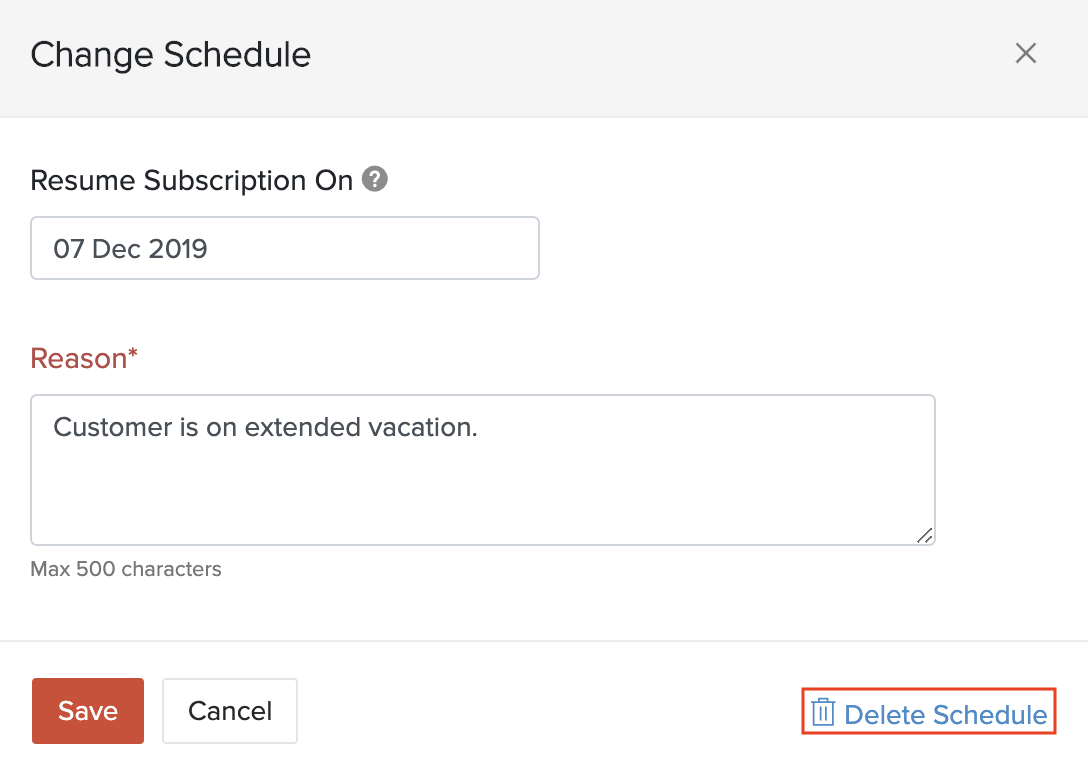 Change Schedule
Resume Subscription On ?
07 Dec 2019
Reason*
Customer is on extended vacation.
Max 500 characters
Save Cancel Delete Schedule